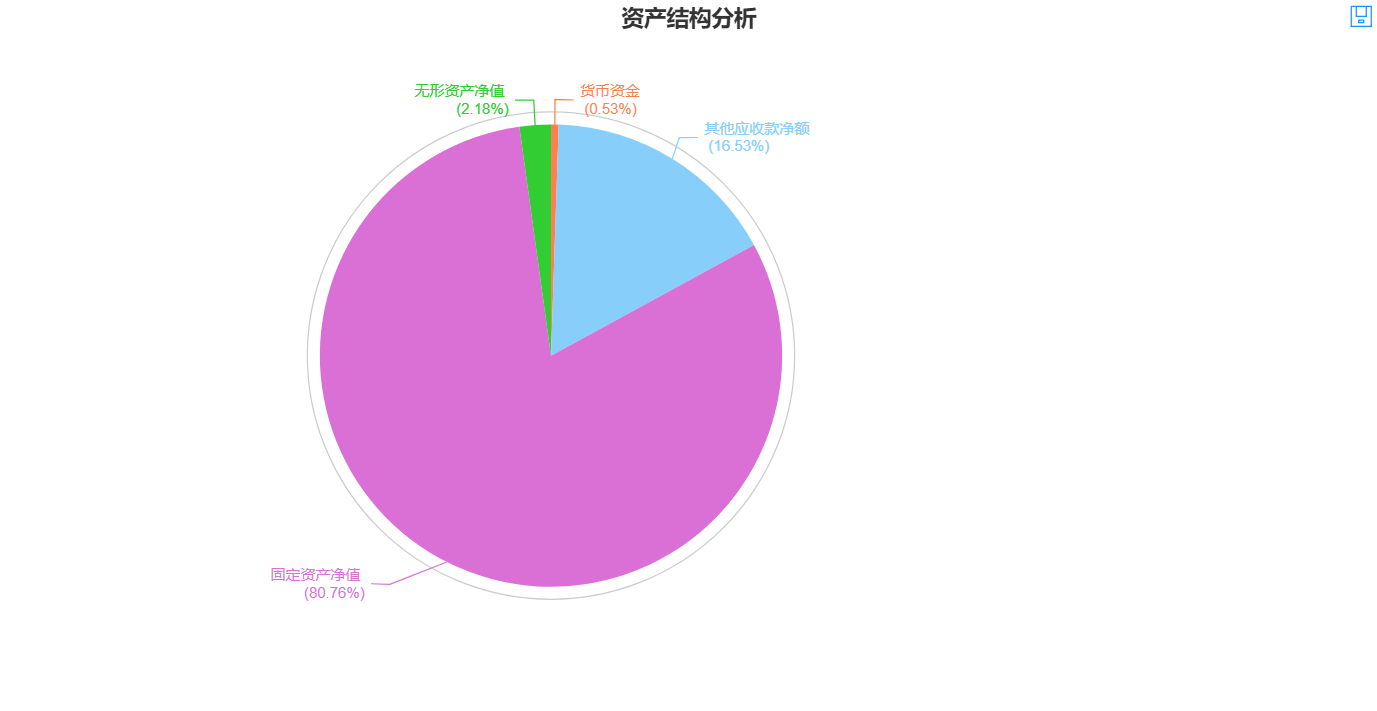 资产结构分析
无形资产净值
(2.18%)
货币资金
(0.53%)
其他应收款净额
(16.53%)
固定资产净值
(80.76%)